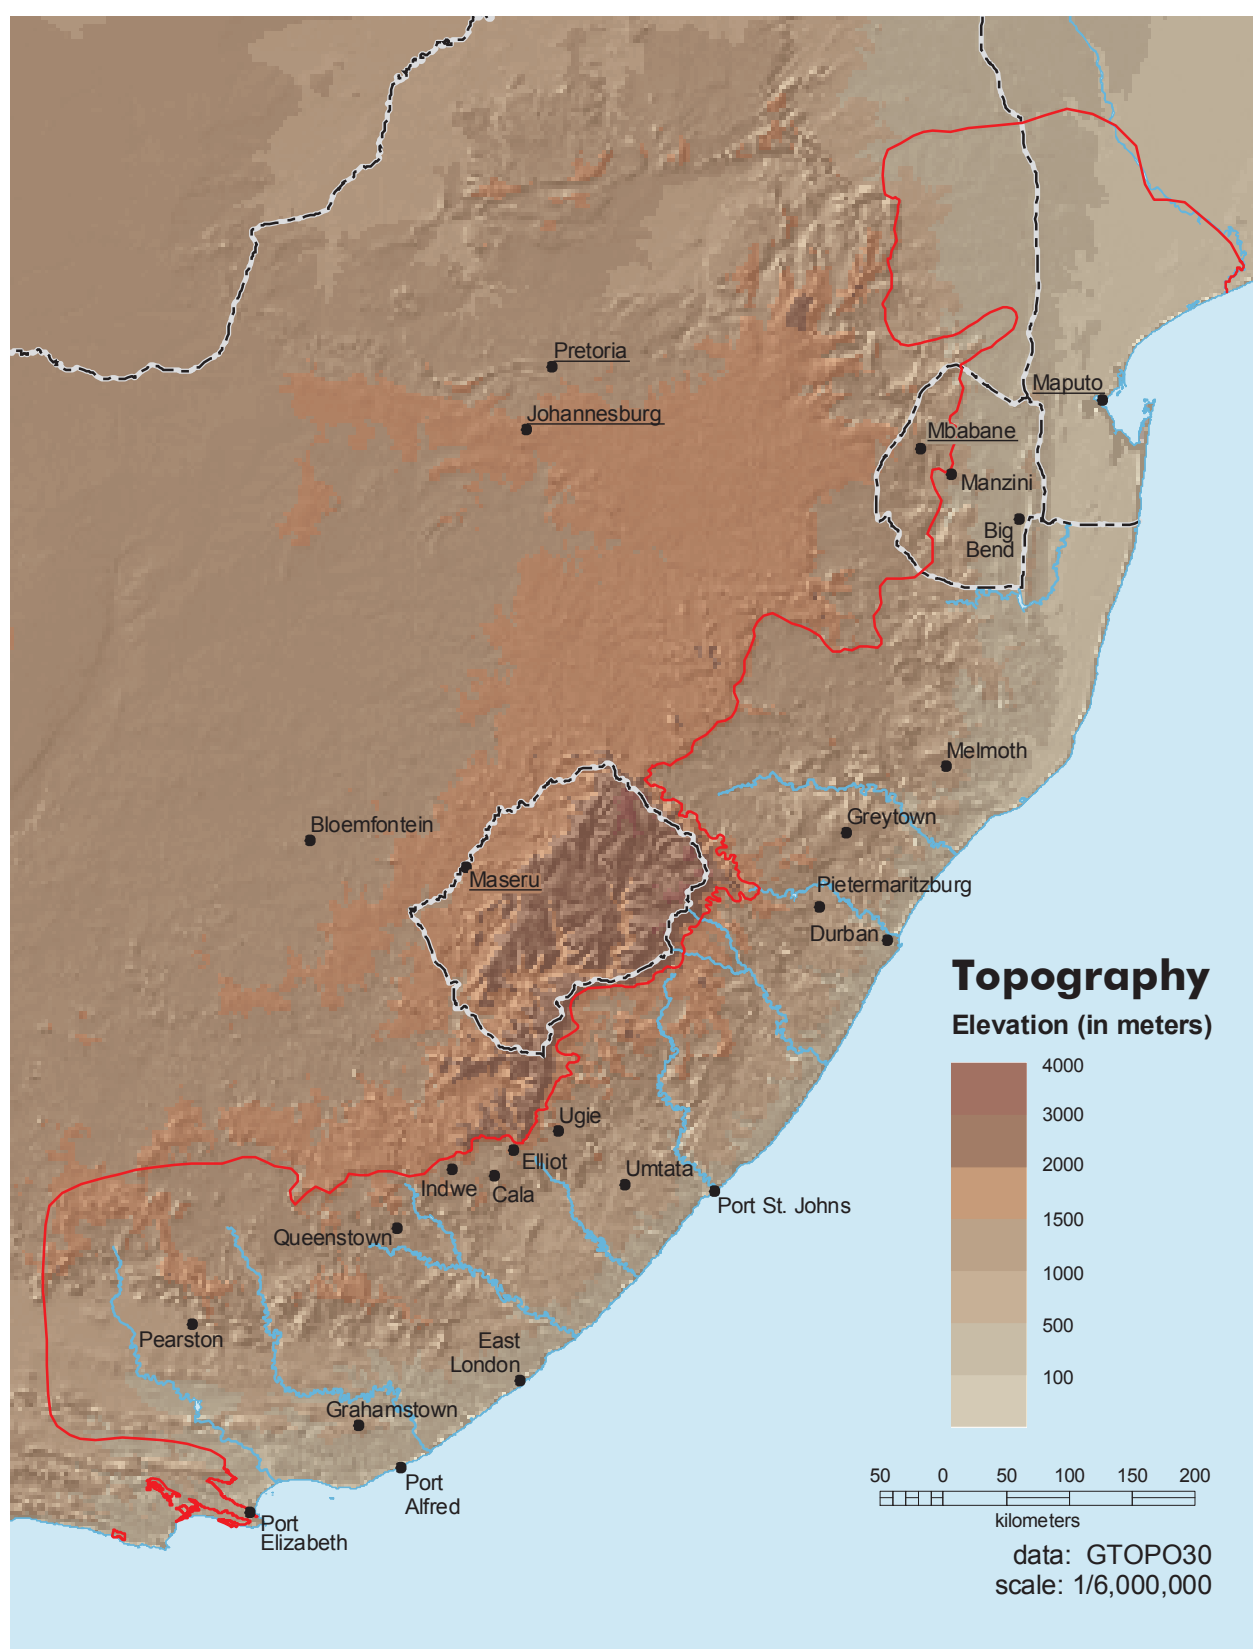 Pretoria
Johannesburg
Maputo
Mbabane
Manzini
Big
Bend
Melmoth
Bloemfontein
Greytown
Maseru
Pietermaritzburg
Durban
Topography
Elevation (in meters)
4000
3000
2000
1500
1000
500
100
Ugie
Elliot
Umtata
Indwe
Cala
Port St. Johns
Queenstown
Pearston
East
London
Grahamstown
Port
Alfred
Port
Elizabeth
50 0 50 100 150 200
kilometers
data: GTOPO30
scale: 1/6,000,000